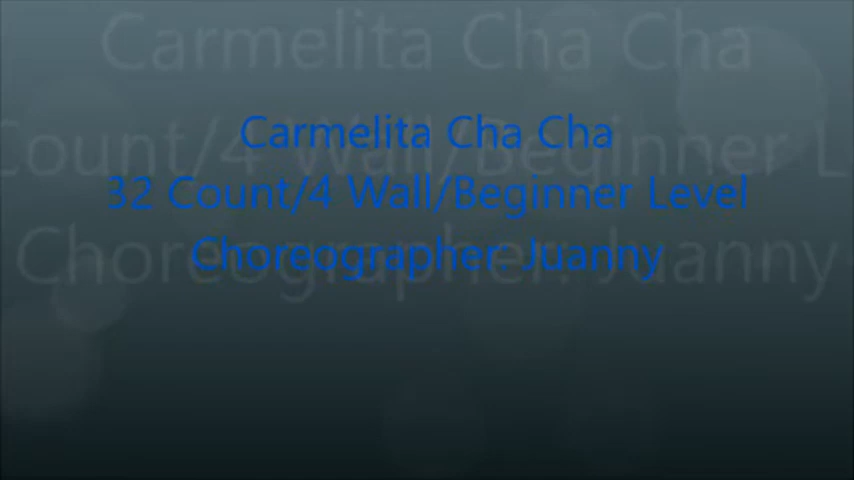 Carmelita Cha Cha
32 Count/4 Wall/Beginner Level
Choreographer: Juanny